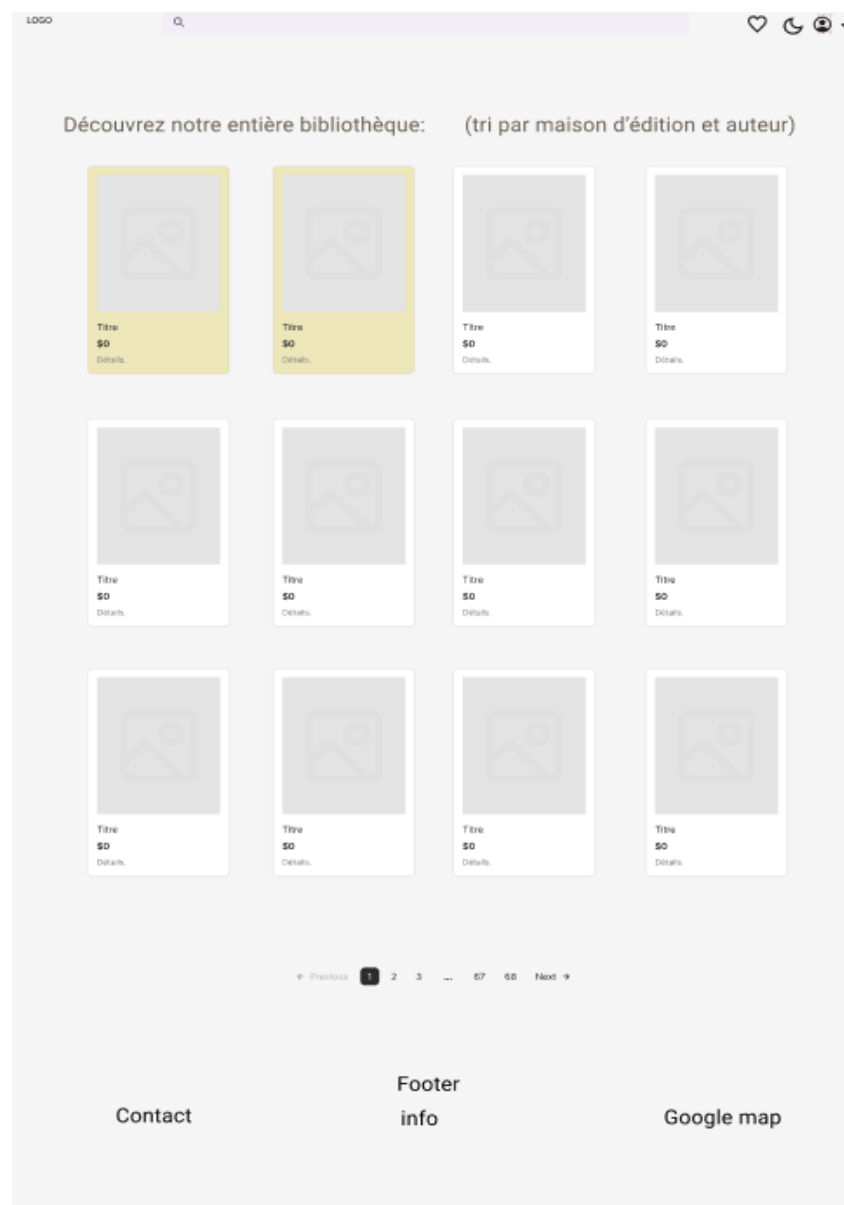 LOGO
Découvrez notre entière bibliothèque: (tri par maison d'édition et auteur)
Titre Titre Titre Titre
$0 $0 $0 $0
Détails. Détails. Détails. Détails.
Titre Titre Titre Titre
$0 $0 $0 $0
Détails. Détails. Détails. Détails.
Titre Titre Titre Titre
$0 $0 $0 $0
Détails. Détails. Détails. Détails.
← Previous 1 2 3 ... 67 68 Next →
Footer
Contact info Google map